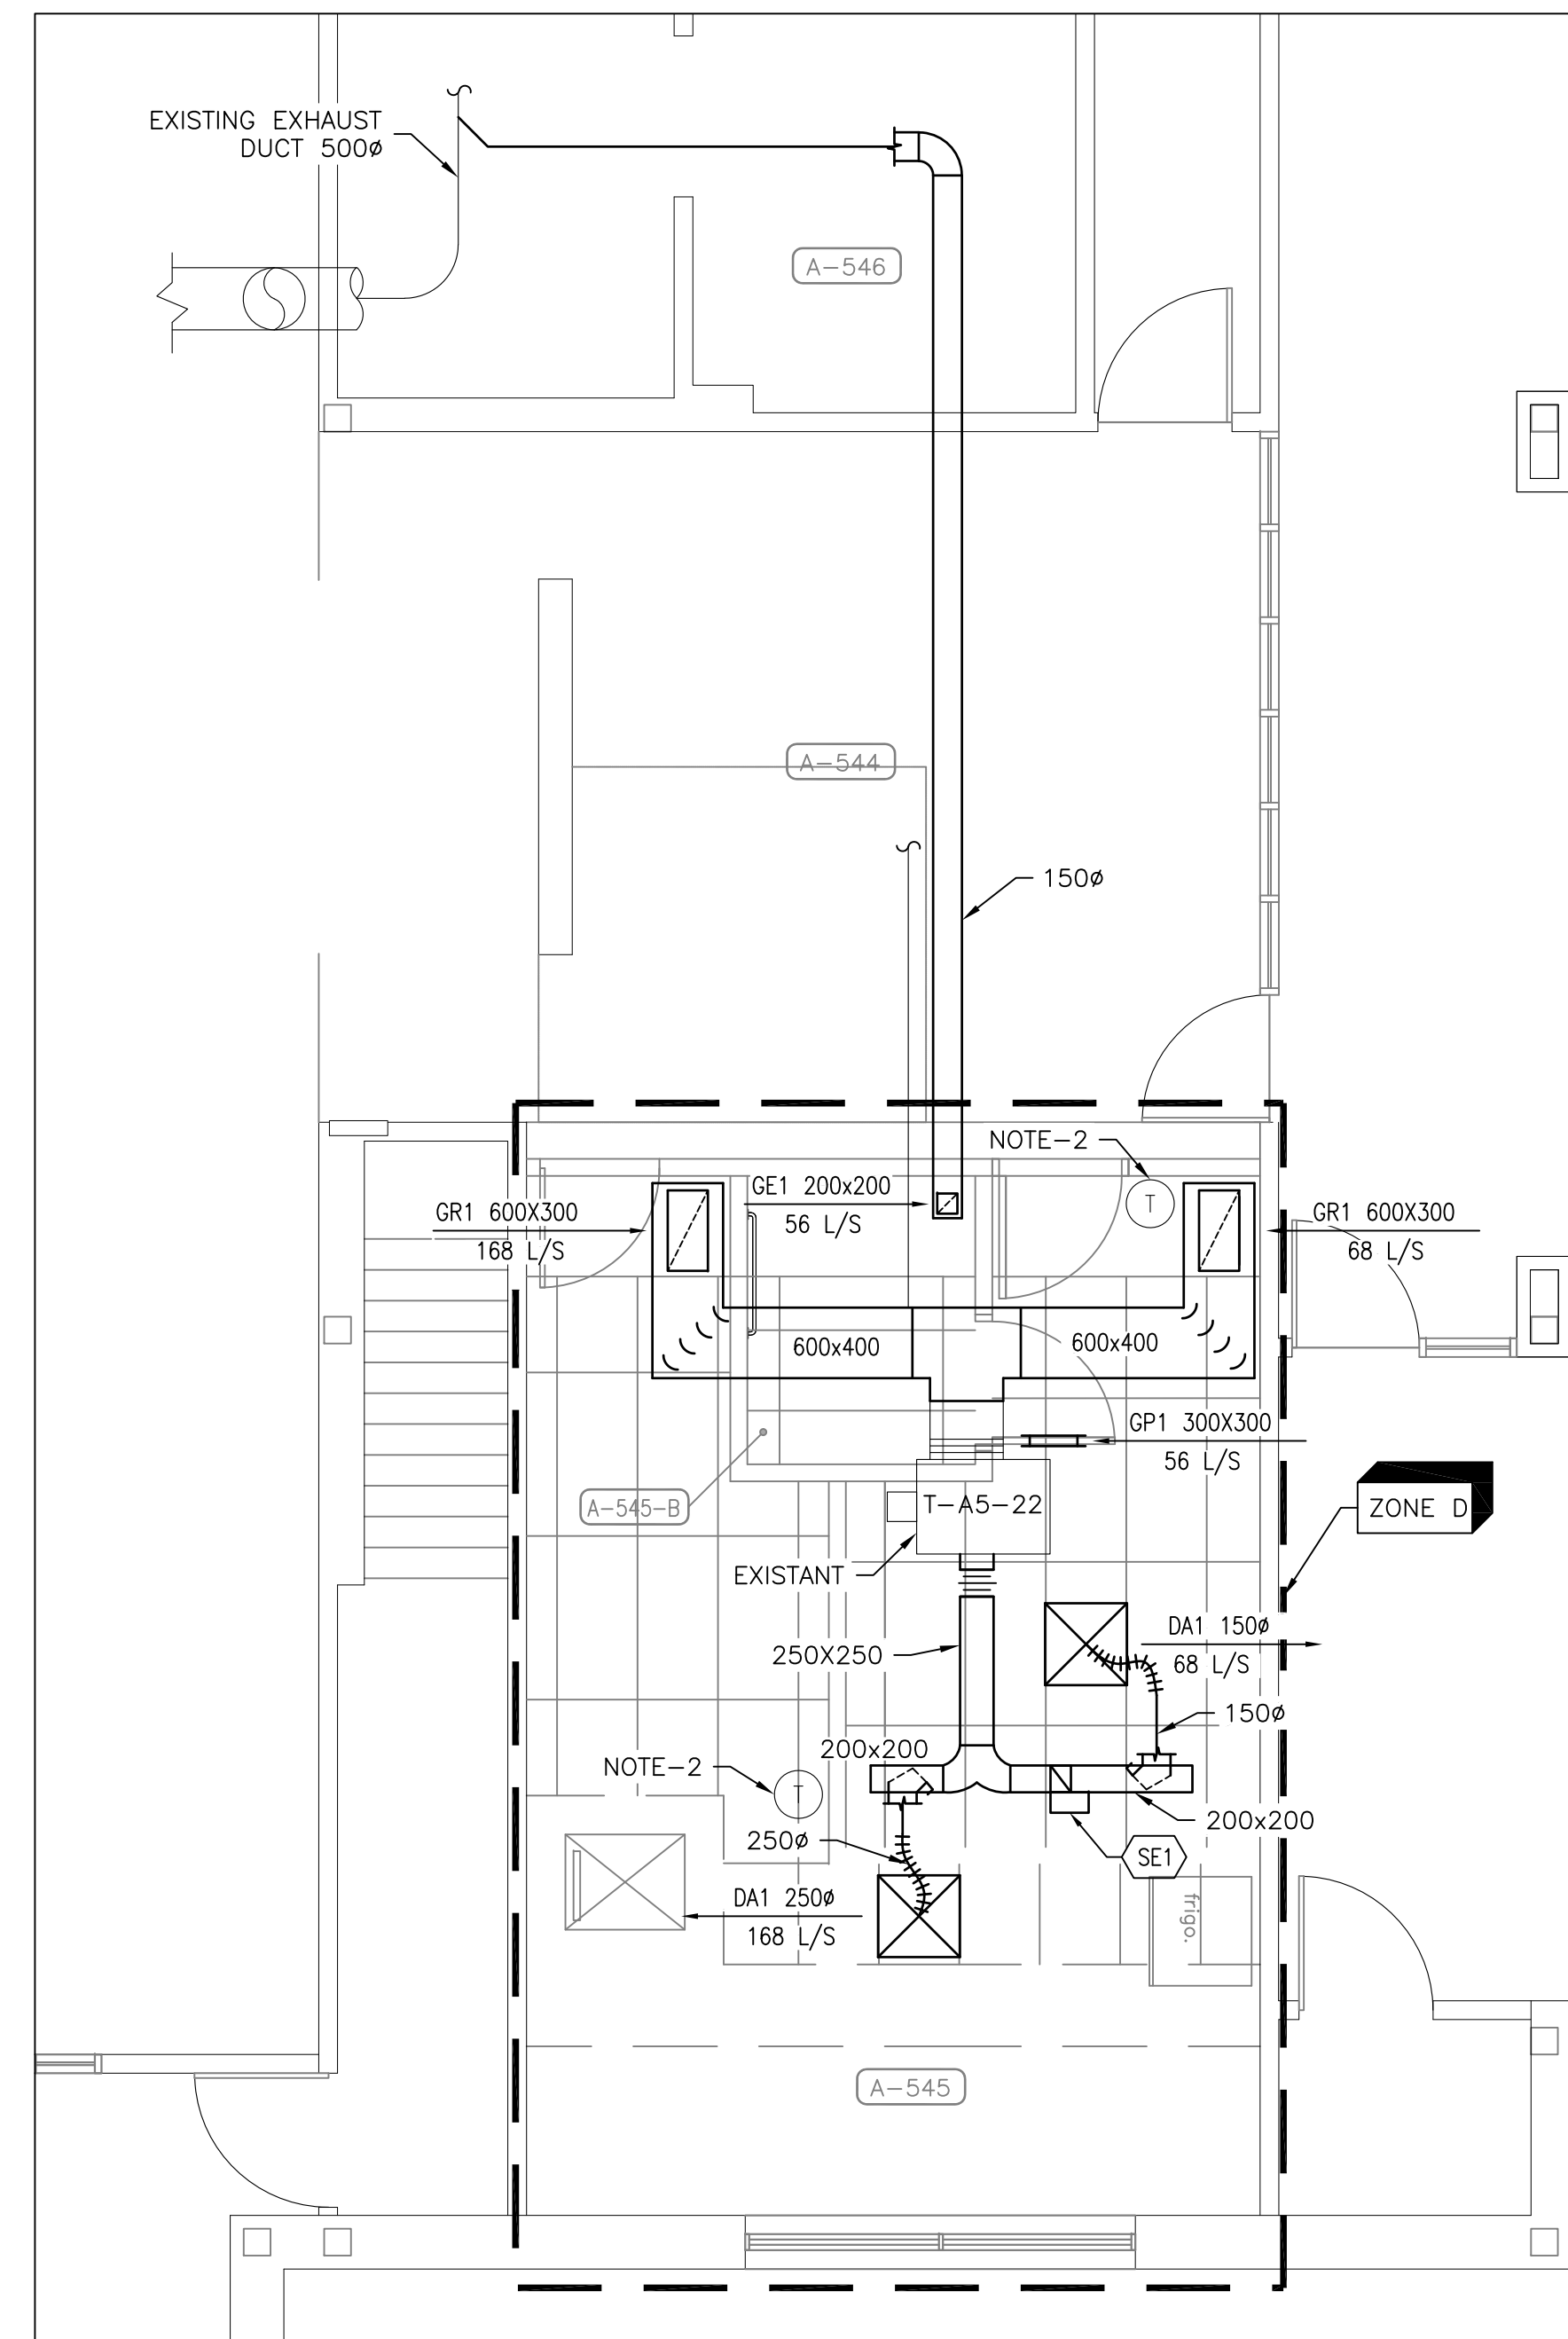 EXISTING EXHAUST
DUCT 500ø
A-546
A-544
150ø
NOTE-2
T
GE1 200x200
56 L/S
GR1 600X300
168 L/S
GR1 600X300
68 L/S
600x400
600x400
GP1 300X300
56 L/S
A-545-B
T-A5-22
ZONE D
EXISTANT
DA1 150ø
68 L/S
250X250
150ø
200x200
NOTE-2
T
200x200
250ø
SE1
DA1 250ø
168 L/S
frigo.
A-545